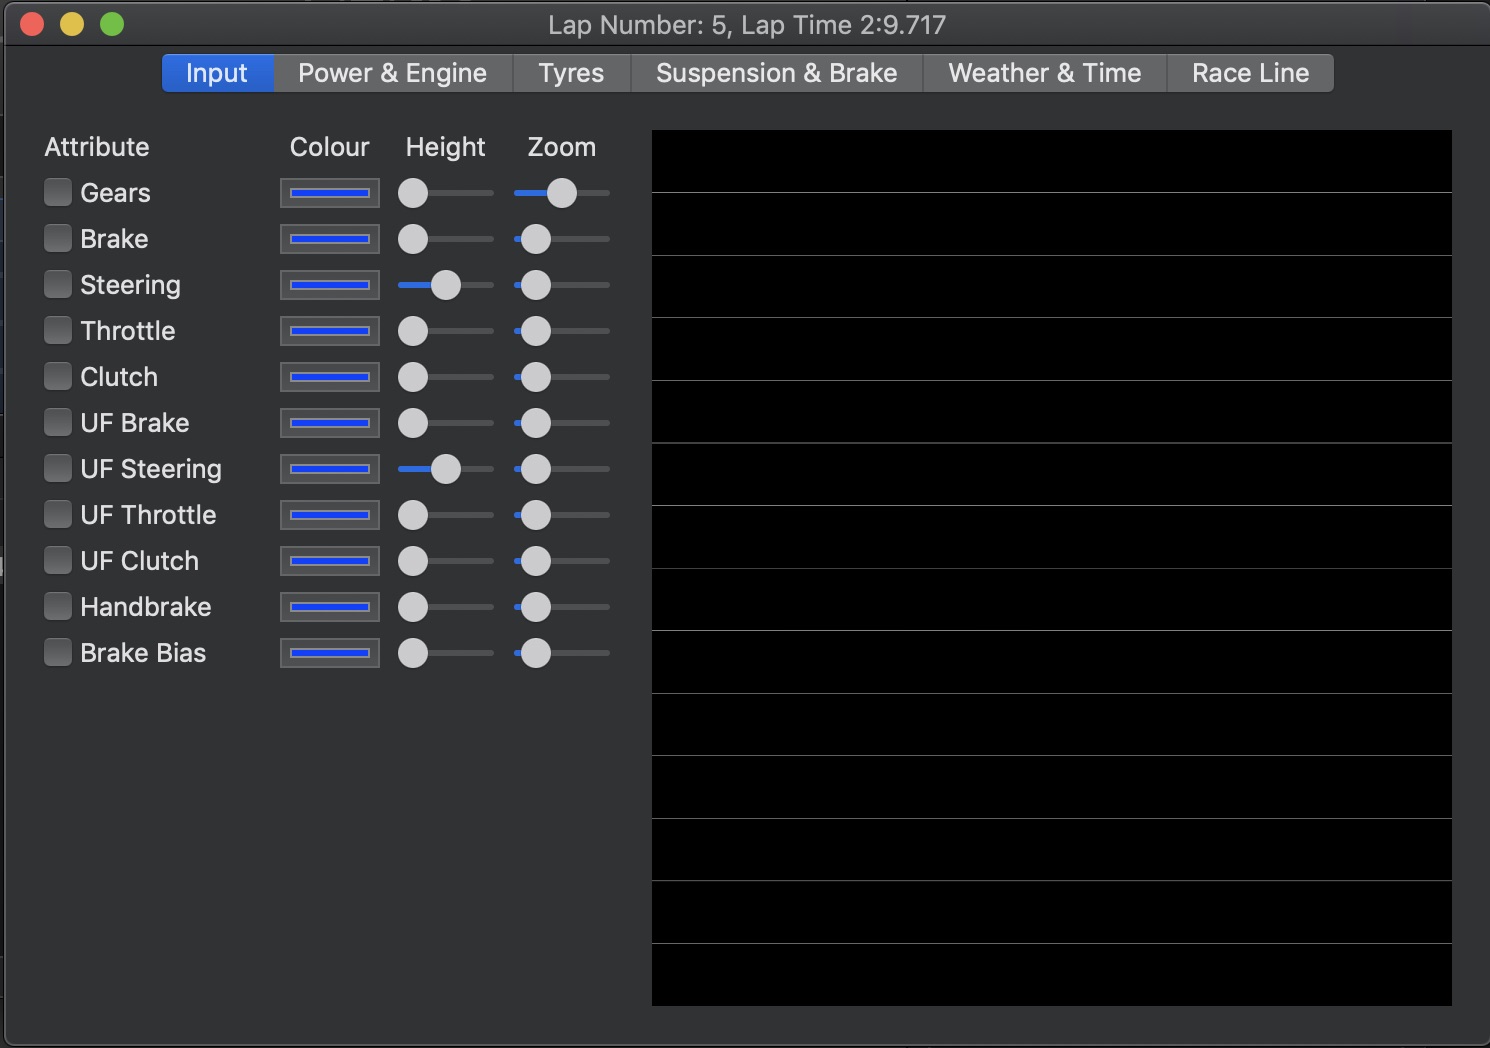 Lap Number: 5, Lap Time 2:9.717
Input Power & Engine Tyres Suspension & Brake Weather & Time Race Line
Attribute Colour Height Zoom
Gears
Brake
Steering
Throttle
Clutch
UF Brake
UF Steering
UF Throttle
UF Clutch
Handbrake
Brake Bias